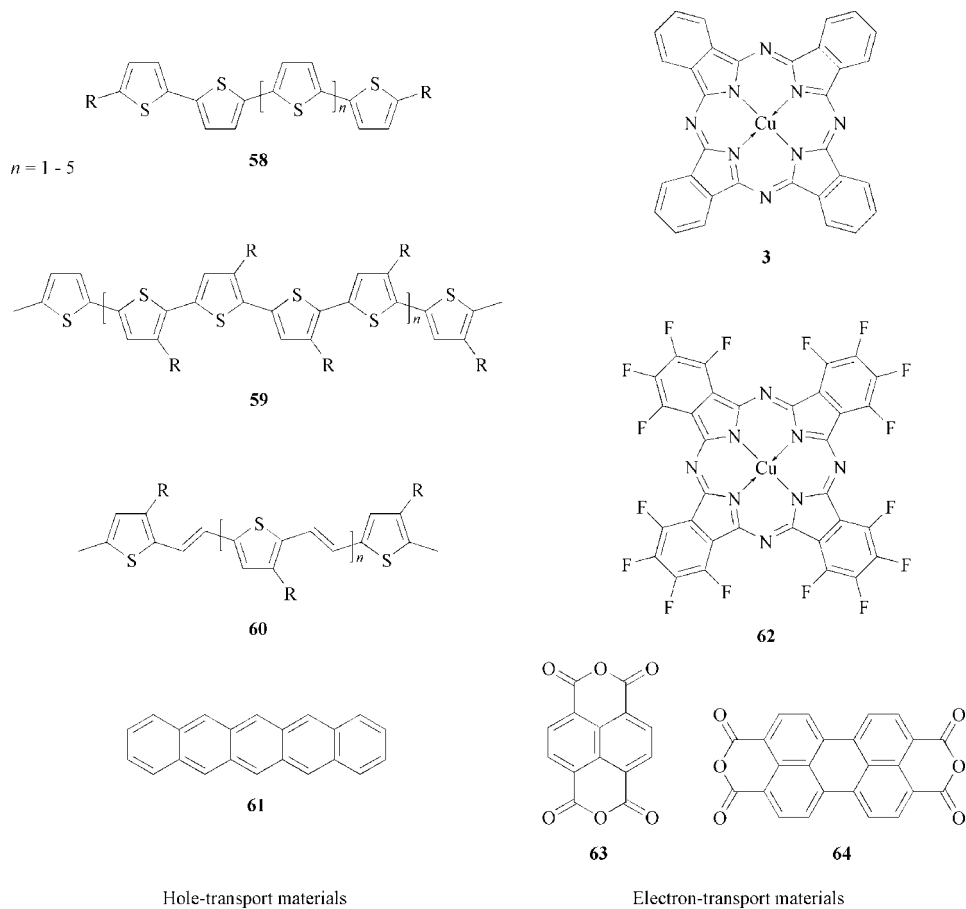 S S
R R
S S n
58
n = 1 - 5
R R
S S S
S S S n
R R R
59
R R
S
S S n
R
60
61
Hole-transport materials
N
N N
N Cu N
N N
N
3
F F F F
F F
F F
N
N N
N Cu N
N N
N
F F
F F
F F F F
62
O O O
O O O
63
O O
O O
O O
64
Electron-transport materials